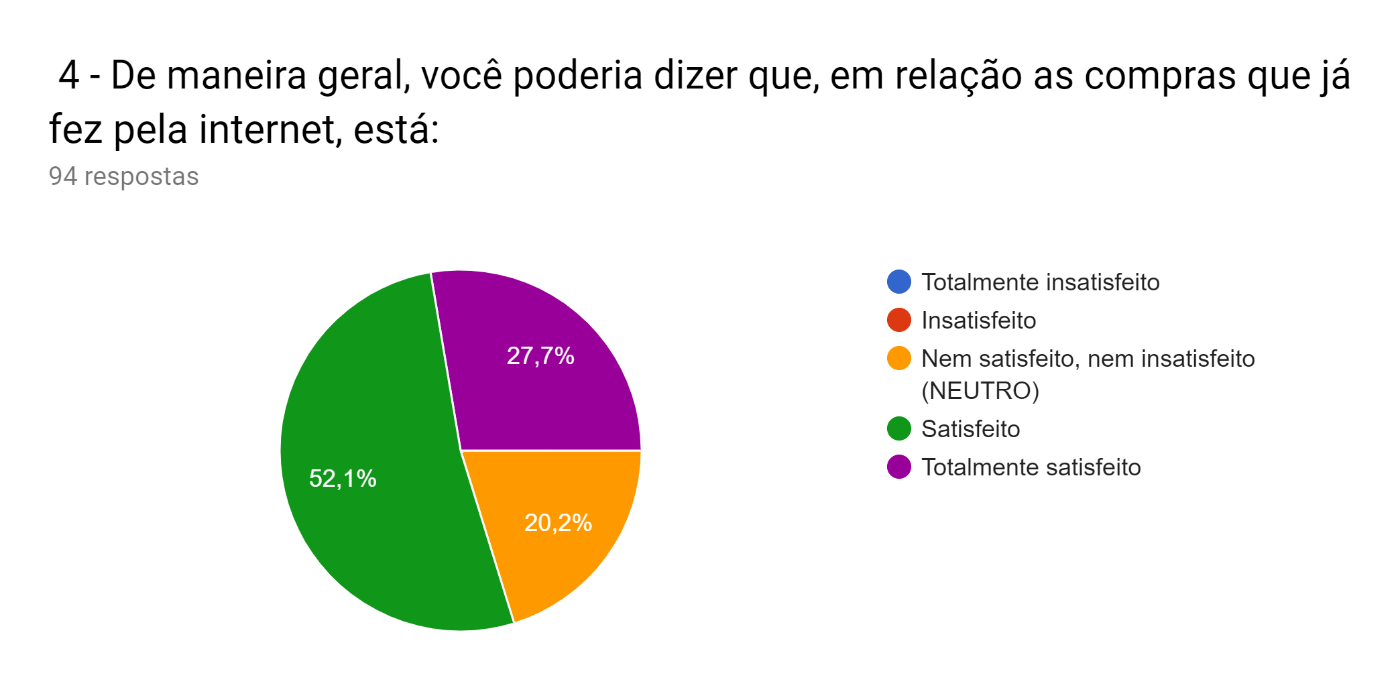 4 - De maneira geral, você poderia dizer que, em relação as compras que já
fez pela internet, está:
94 respostas
27,7%
52,1%
20,2%
Totalmente insatisfeito
Insatisfeito
Nem satisfeito, nem insatisfeito
(NEUTRO)
Satisfeito
Totalmente satisfeito